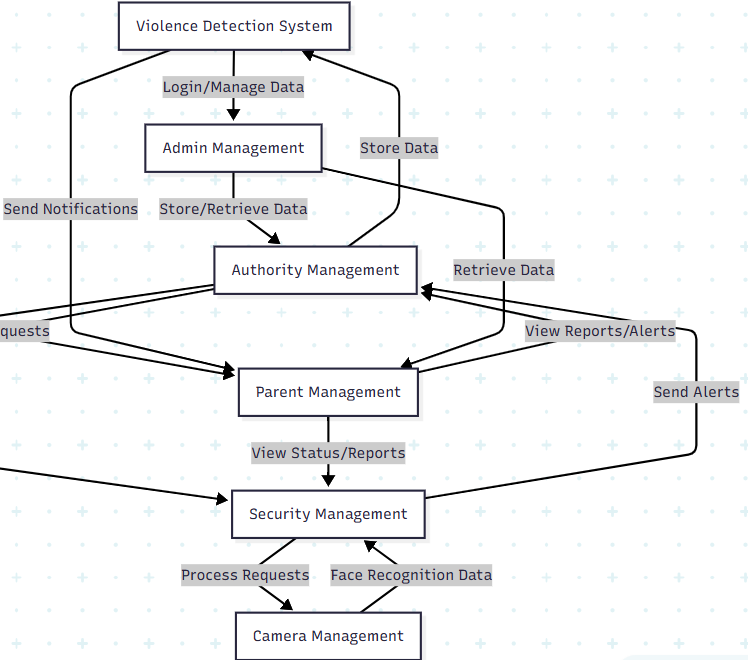 Violence Detection System
Login/Manage Data
Admin Management
Store Data
Send Notifications
Store/Retrieve Data
Authority Management
Retrieve Data
quests
View Reports/Alerts
Parent Management
Send Alerts
View Status/Reports
Security Management
Process Requests
Face Recognition Data
Camera Management